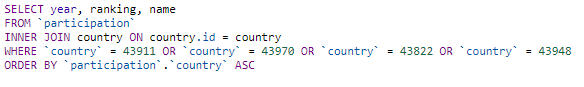 SELECT year, ranking, name
FROM `participation`
INNER JOIN country ON country.id = country
WHERE `country` = 43911 OR `country` = 43970 OR `country` = 43822 OR `country` = 43948
ORDER BY `participation`.`country` ASC